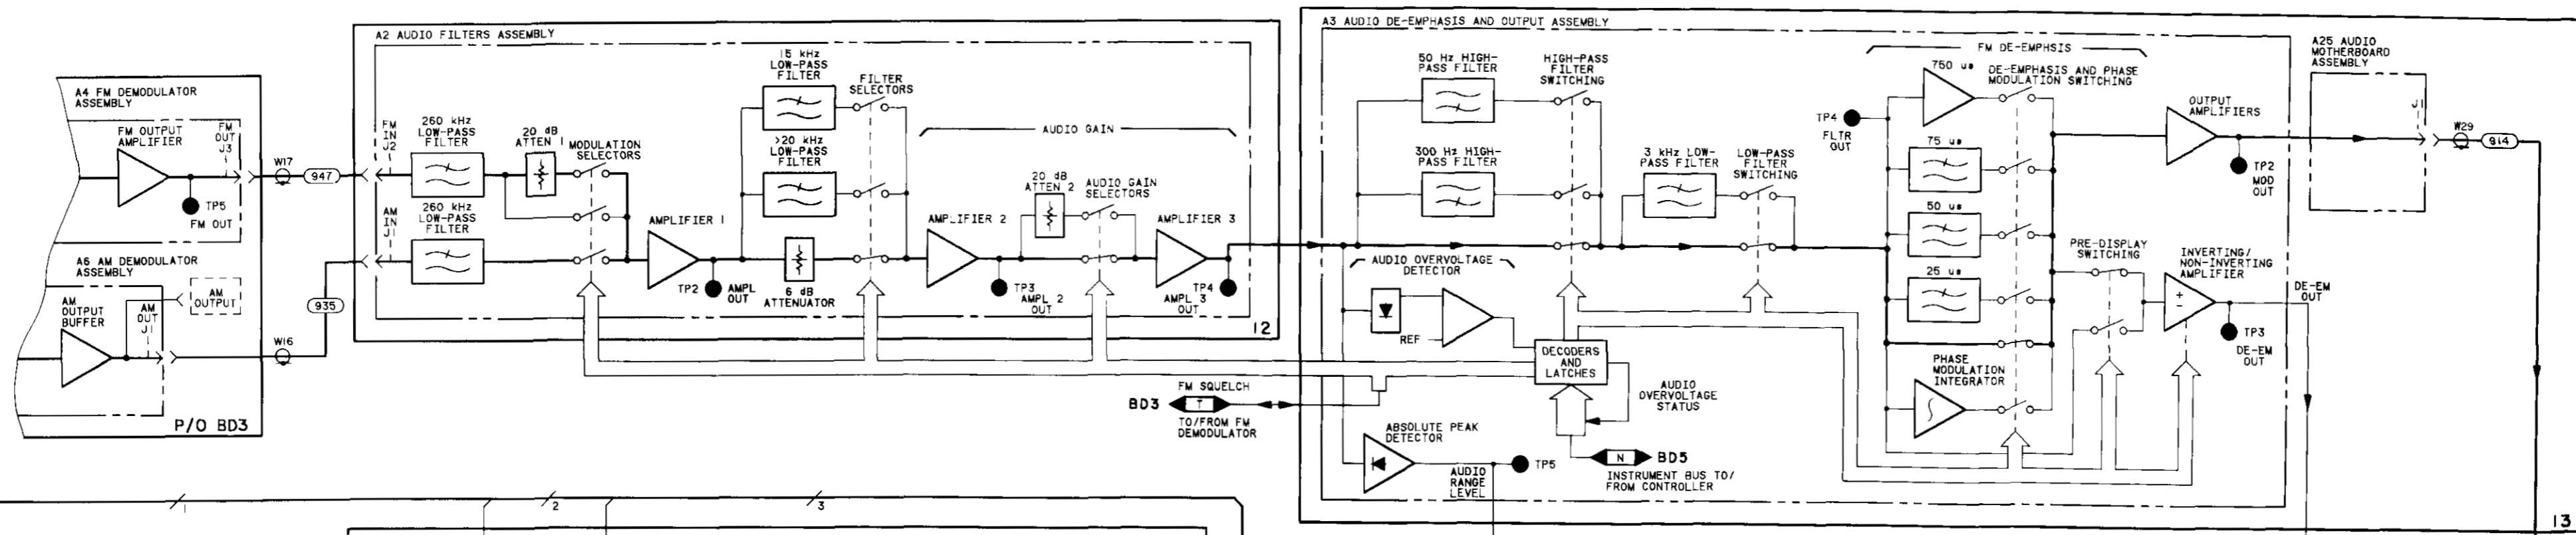 A4 FM DEMODULATOR
ASSEMBLY
FM OUTPUT
AMPLIFIER
FM
OUT
J3
TP5
FM OUT
A6 AM DEMODULATOR
ASSEMBLY
AM
OUTPUT
BUFFER
AM
OUT
J1
AM
OUTPUT
P/O BD3
W17
947
935
W16
A2 AUDIO FILTERS ASSEMBLY
FM
IN
J2
260 kHz
LOW-PASS
FILTER
20 dB
ATTEN 1
MODULATION
SELECTORS
AM
IN
J1
260 kHz
LOW-PASS
FILTER
AMPLIFIER 1
TP2
AMPL
OUT
15 kHz
LOW-PASS
FILTER
FILTER
SELECTORS
>20 kHz
LOW-PASS
FILTER
6 dB
ATTENUATOR
AUDIO GAIN
AMPLIFIER 2
TP3
AMPL 2
OUT
20 dB
ATTEN 2
AUDIO GAIN
SELECTORS
AMPLIFIER 3
TP4
AMPL 3
OUT
12
A3 AUDIO DE-EMPHASIS AND OUTPUT ASSEMBLY
50 Hz HIGH-
PASS FILTER
HIGH-PASS
FILTER
SWITCHING
300 Hz HIGH-
PASS FILTER
3 kHz LOW-
PASS FILTER
LOW-PASS
FILTER
SWITCHING
AUDIO OVERVOLTAGE
DETECTOR
REF
DECODERS
AND
LATCHES
AUDIO
OVERVOLTAGE
STATUS
FM SQUELCH
BD3
T
TO/FROM FM
DEMODULATOR
ABSOLUTE PEAK
DETECTOR
AUDIO
RANGE
LEVEL
TP5
N
BD5
INSTRUMENT BUS TO/
FROM CONTROLLER
FM DE-EMPHSIS
750 us
DE-EMPHASIS AND PHASE
MODULATION SWITCHING
TP4
FLTR
OUT
75 us
50 us
25 us
PHASE
MODULATION
INTEGRATOR
PRE-DISPLAY
SWITCHING
OUTPUT
AMPLIFIERS
TP2
MOD
OUT
INVERTING/
NON-INVERTING
AMPLIFIER
+
−
TP3
DE-EM
OUT
DE-EM
OUT
A25 AUDIO
MOTHERBOARD
ASSEMBLY
J1
W29
914
13
1
2
3